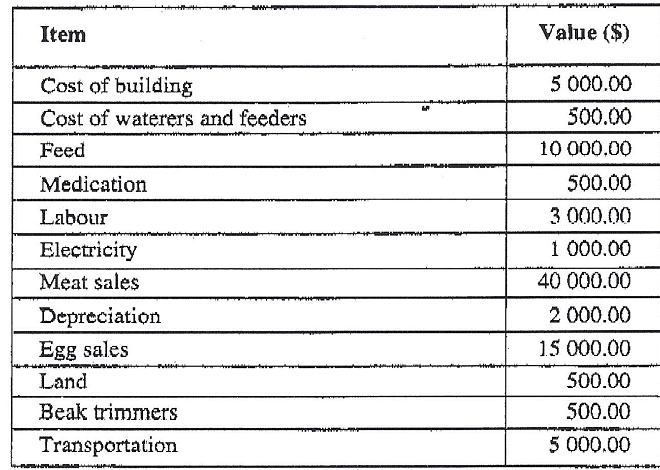 Item Value ($)
Cost of building 5 000.00
Cost of waterers and feeders 500.00
Feed 10 000.00
Medication 500.00
Labour 3 000.00
Electricity 1 000.00
Meat sales 40 000.00
Depreciation 2 000.00
Egg sales 15 000.00
Land 500.00
Beak trimmers 500.00
Transportation 5 000.00